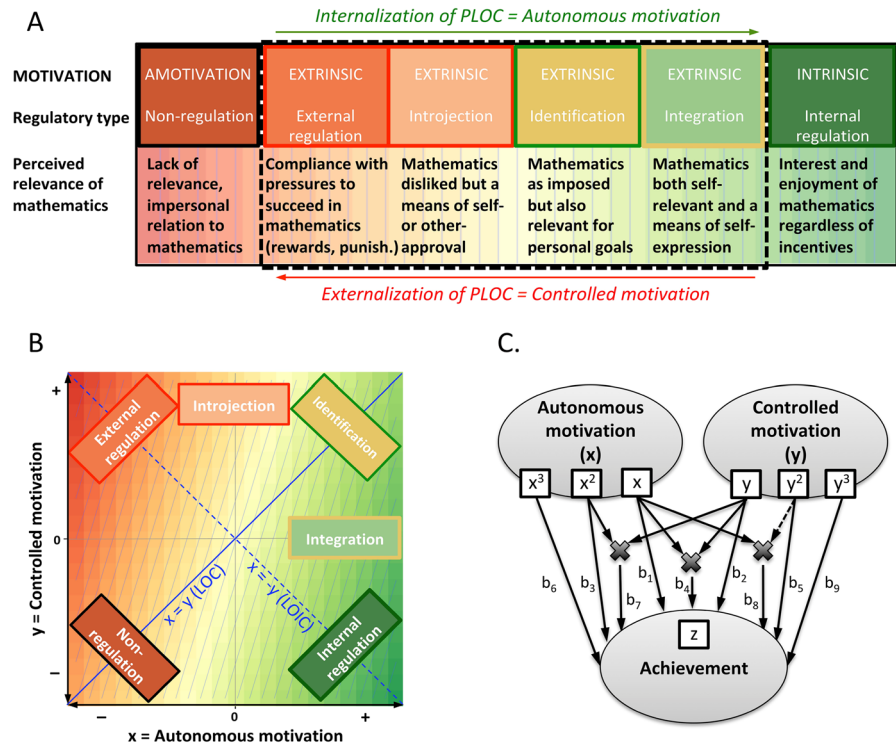 A
Internalization of PLOC = Autonomous motivation
MOTIVATION
AMOTIVATION
EXTRINSIC
EXTRINSIC
EXTRINSIC
EXTRINSIC
INTRINSIC
Regulatory type
Non-regulation
External
regulation
Introjection
Identification
Integration
Internal
regulation
Perceived
relevance of
mathematics
Lack of
relevance,
impersonal
relation to
mathematics
Compliance with
pressures to
succeed in
mathematics
(rewards, punish.)
Mathematics
disliked but a
means of self-
or other-
approval
Mathematics
as imposed
but also
relevant for
personal goals
Mathematics
both self-
relevant and a
means of self-
expression
Interest and
enjoyment of
mathematics
regardless of
incentives
Externalization of PLOC = Controlled motivation
B
y = Controlled motivation
+
0
–
External
regulation
Introjection
Identification
Integration
x = y (LOC)
x = -y (LOIC)
Non-
regulation
Internal
regulation
–
0
+
x = Autonomous motivation
C.
Autonomous
motivation
(x)
Controlled
motivation
(y)
x³
x²
x
y
y²
y³
b₆
b₃
b₇
b₁
b₄
b₂
b₈
b₅
b₉
z
Achievement